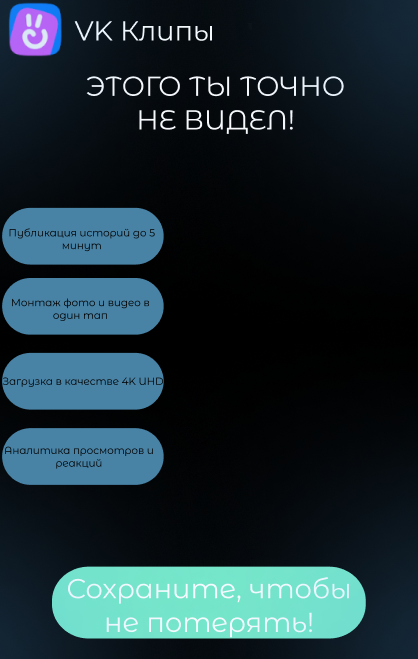 VK Клипы
ЭТОГО ТЫ ТОЧНО
НЕ ВИДЕЛ!
Публикация историй до 5
минут
Монтаж фото и видео в
один тап
Загрузка в качестве 4K UHD
Аналитика просмотров и
реакций
Сохраните, чтобы
не потерять!